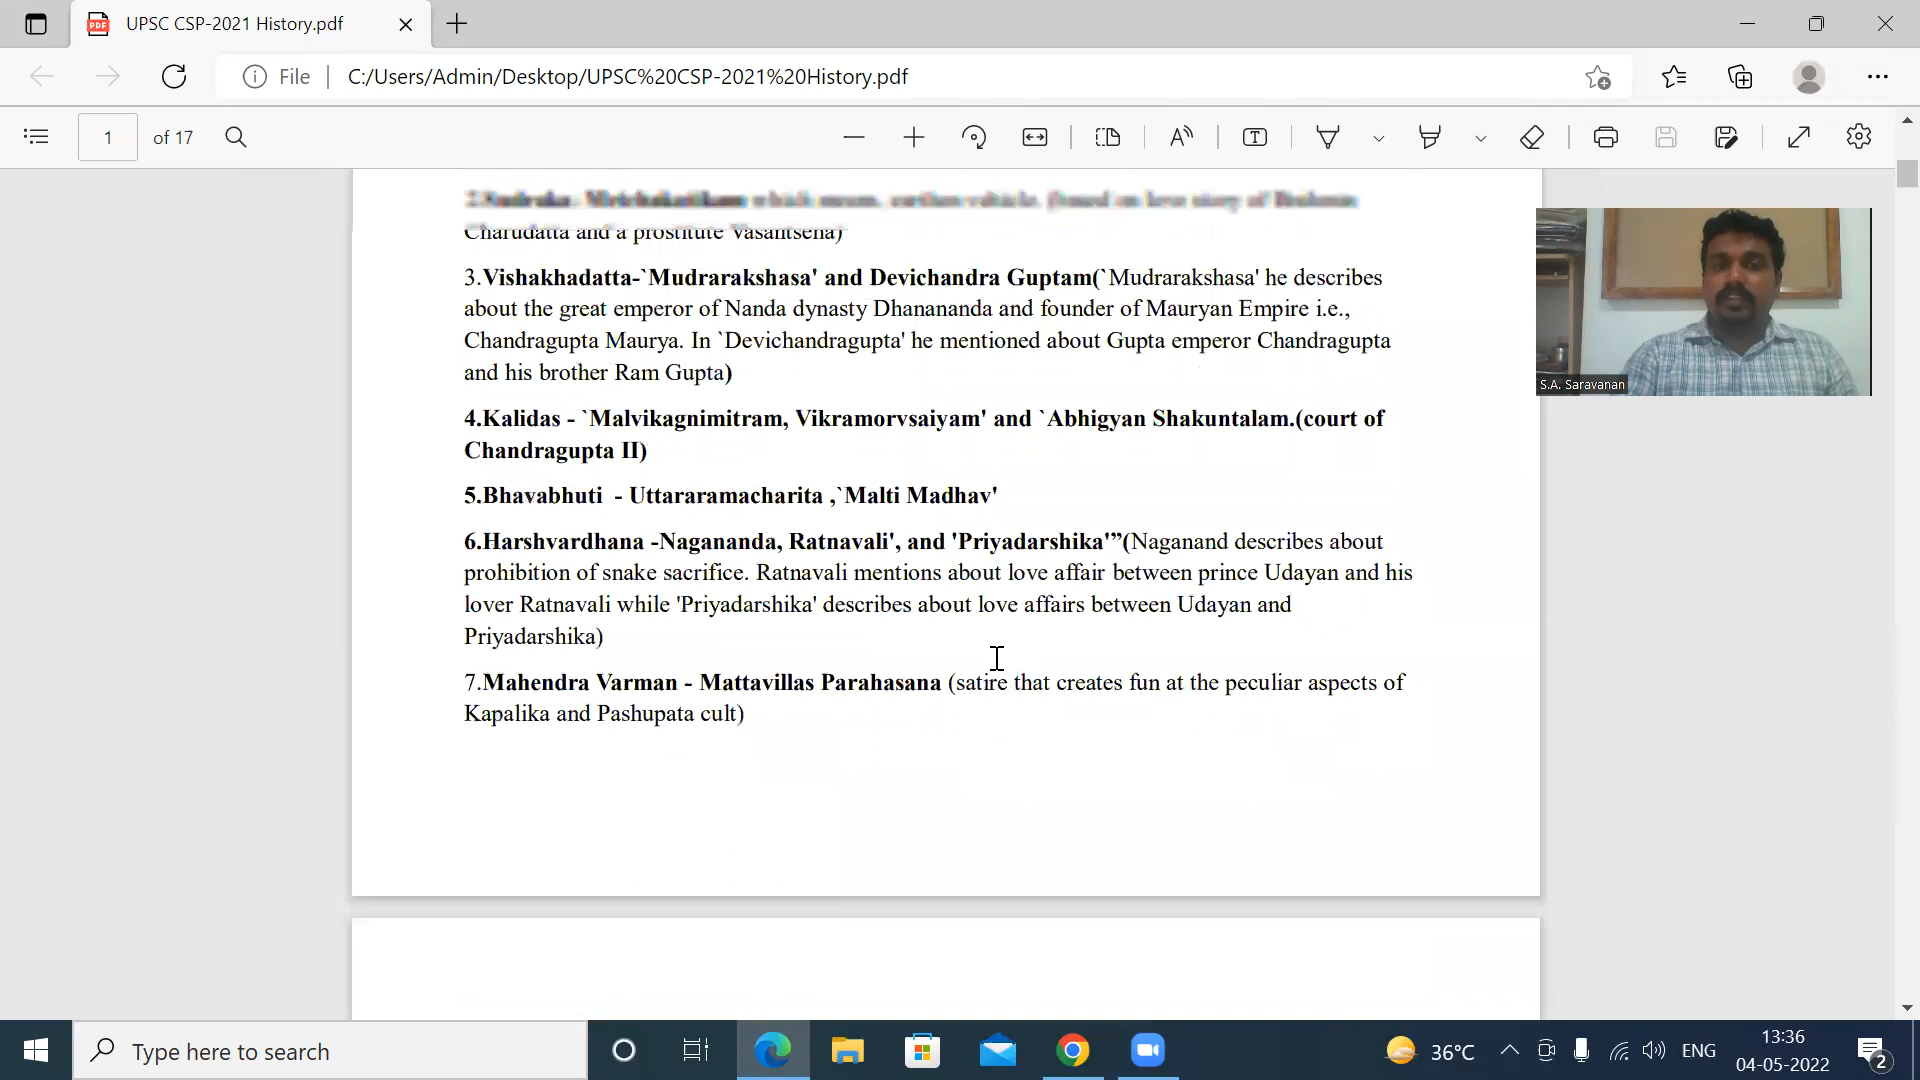 UPSC CSP-2021 History.pdf
File
C:/Users/Admin/Desktop/UPSC%20CSP-2021%20History.pdf
1 of 17
Charudatta and a prostitute Vasantsena)
3.Vishakhadatta-`Mudrarakshasa' and Devichandra Guptam(`Mudrarakshasa' he describes
about the great emperor of Nanda dynasty Dhanananda and founder of Mauryan Empire i.e.,
Chandragupta Maurya. In `Devichandragupta' he mentioned about Gupta emperor Chandragupta
and his brother Ram Gupta)
4.Kalidas - `Malvikagnimitram, Vikramorvsaiyam' and `Abhigyan Shakuntalam.(court of
Chandragupta II)
5.Bhavabhuti - Uttararamacharita ,`Malti Madhav'
6.Harshvardhana -Nagananda, Ratnavali', and 'Priyadarshika'”(Naganand describes about
prohibition of snake sacrifice. Ratnavali mentions about love affair between prince Udayan and his
lover Ratnavali while 'Priyadarshika' describes about love affairs between Udayan and
Priyadarshika)
7.Mahendra Varman - Mattavillas Parahasana (satire that creates fun at the peculiar aspects of
Kapalika and Pashupata cult)
S.A. Saravanan
Type here to search
36°C
ENG
13:36
04-05-2022
2